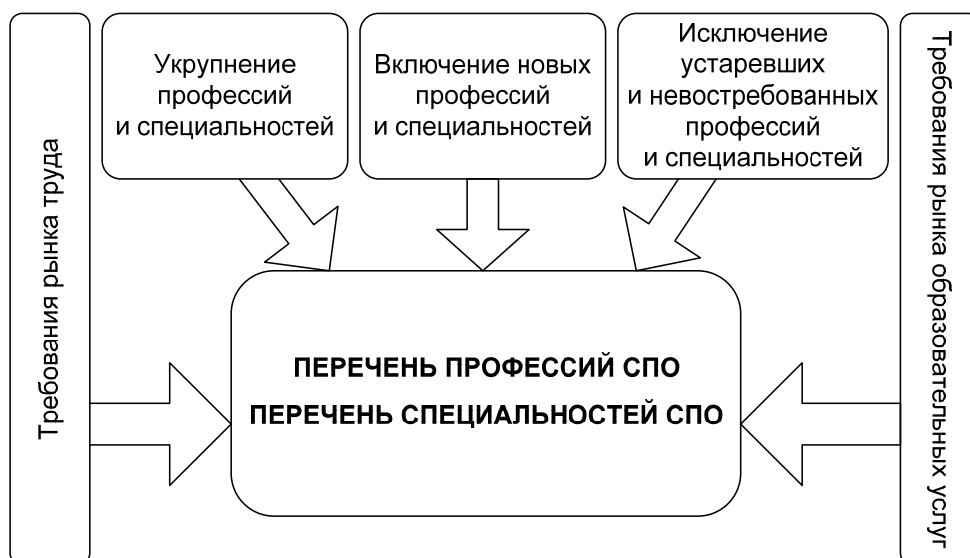 Требования рынка труда
Укрупнение
профессий
и специальностей
Включение новых
профессий
и специальностей
Исключение
устаревших
и невостребованных
профессий
и специальностей
Требования рынка образовательных услуг
ПЕРЕЧЕНЬ ПРОФЕССИЙ СПО
ПЕРЕЧЕНЬ СПЕЦИАЛЬНОСТЕЙ СПО